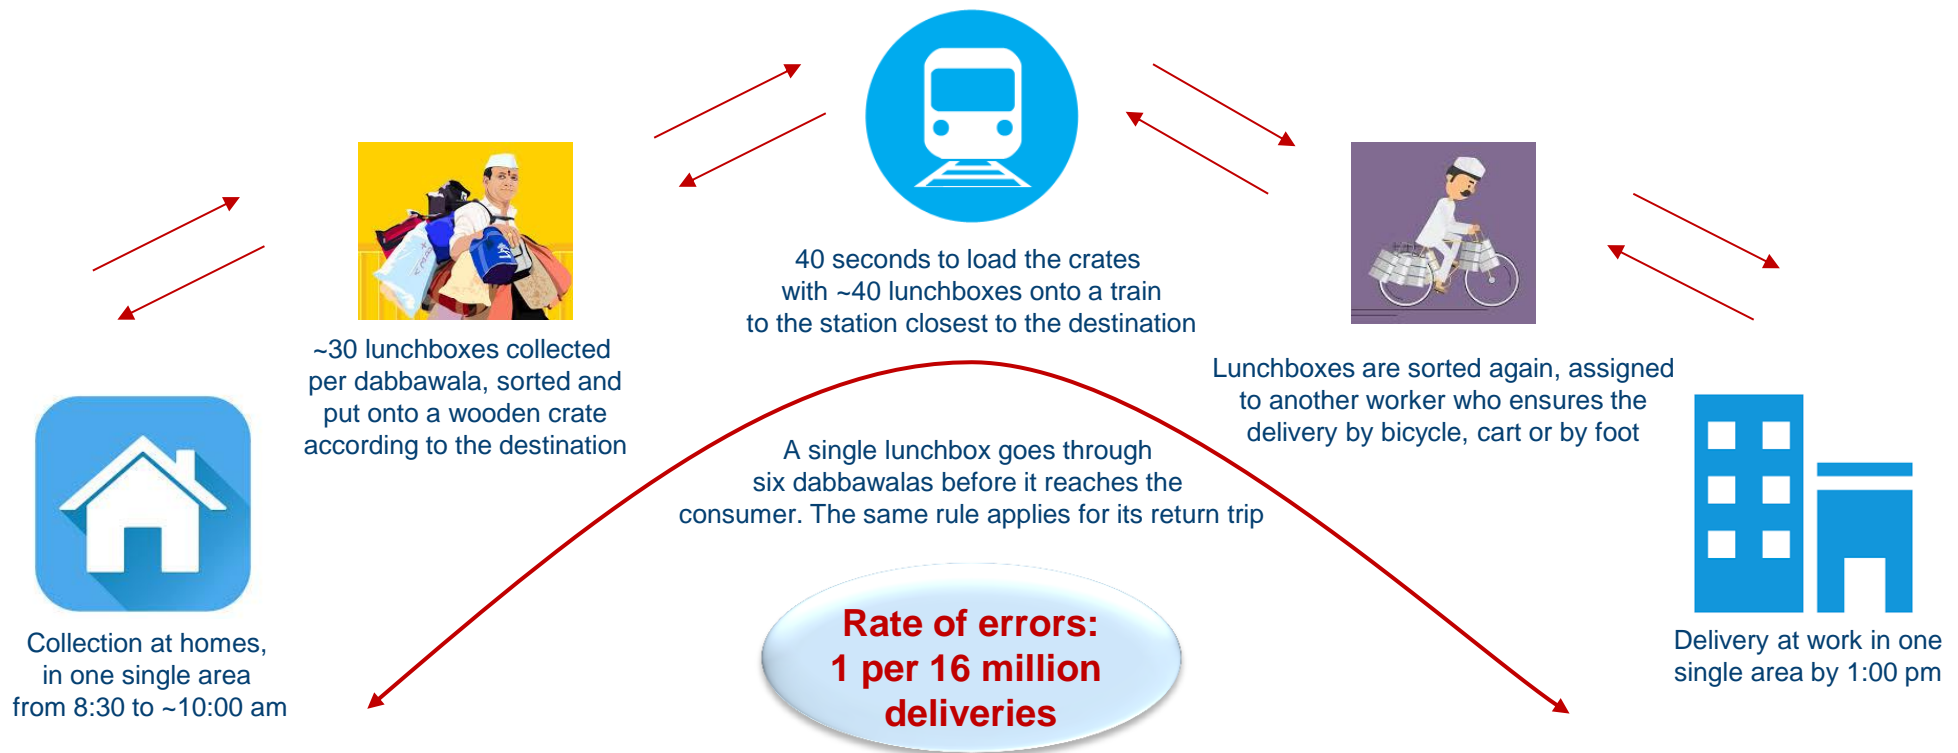 40 seconds to load the crates
with ~40 lunchboxes onto a train
to the station closest to the destination
~30 lunchboxes collected
per dabbawala, sorted and
put onto a wooden crate
according to the destination
Lunchboxes are sorted again, assigned
to another worker who ensures the
delivery by bicycle, cart or by foot
A single lunchbox goes through
six dabbawalas before it reaches the
consumer. The same rule applies for its return trip
Rate of errors:
1 per 16 million
deliveries
Collection at homes,
in one single area
from 8:30 to ~10:00 am
Delivery at work in one
single area by 1:00 pm